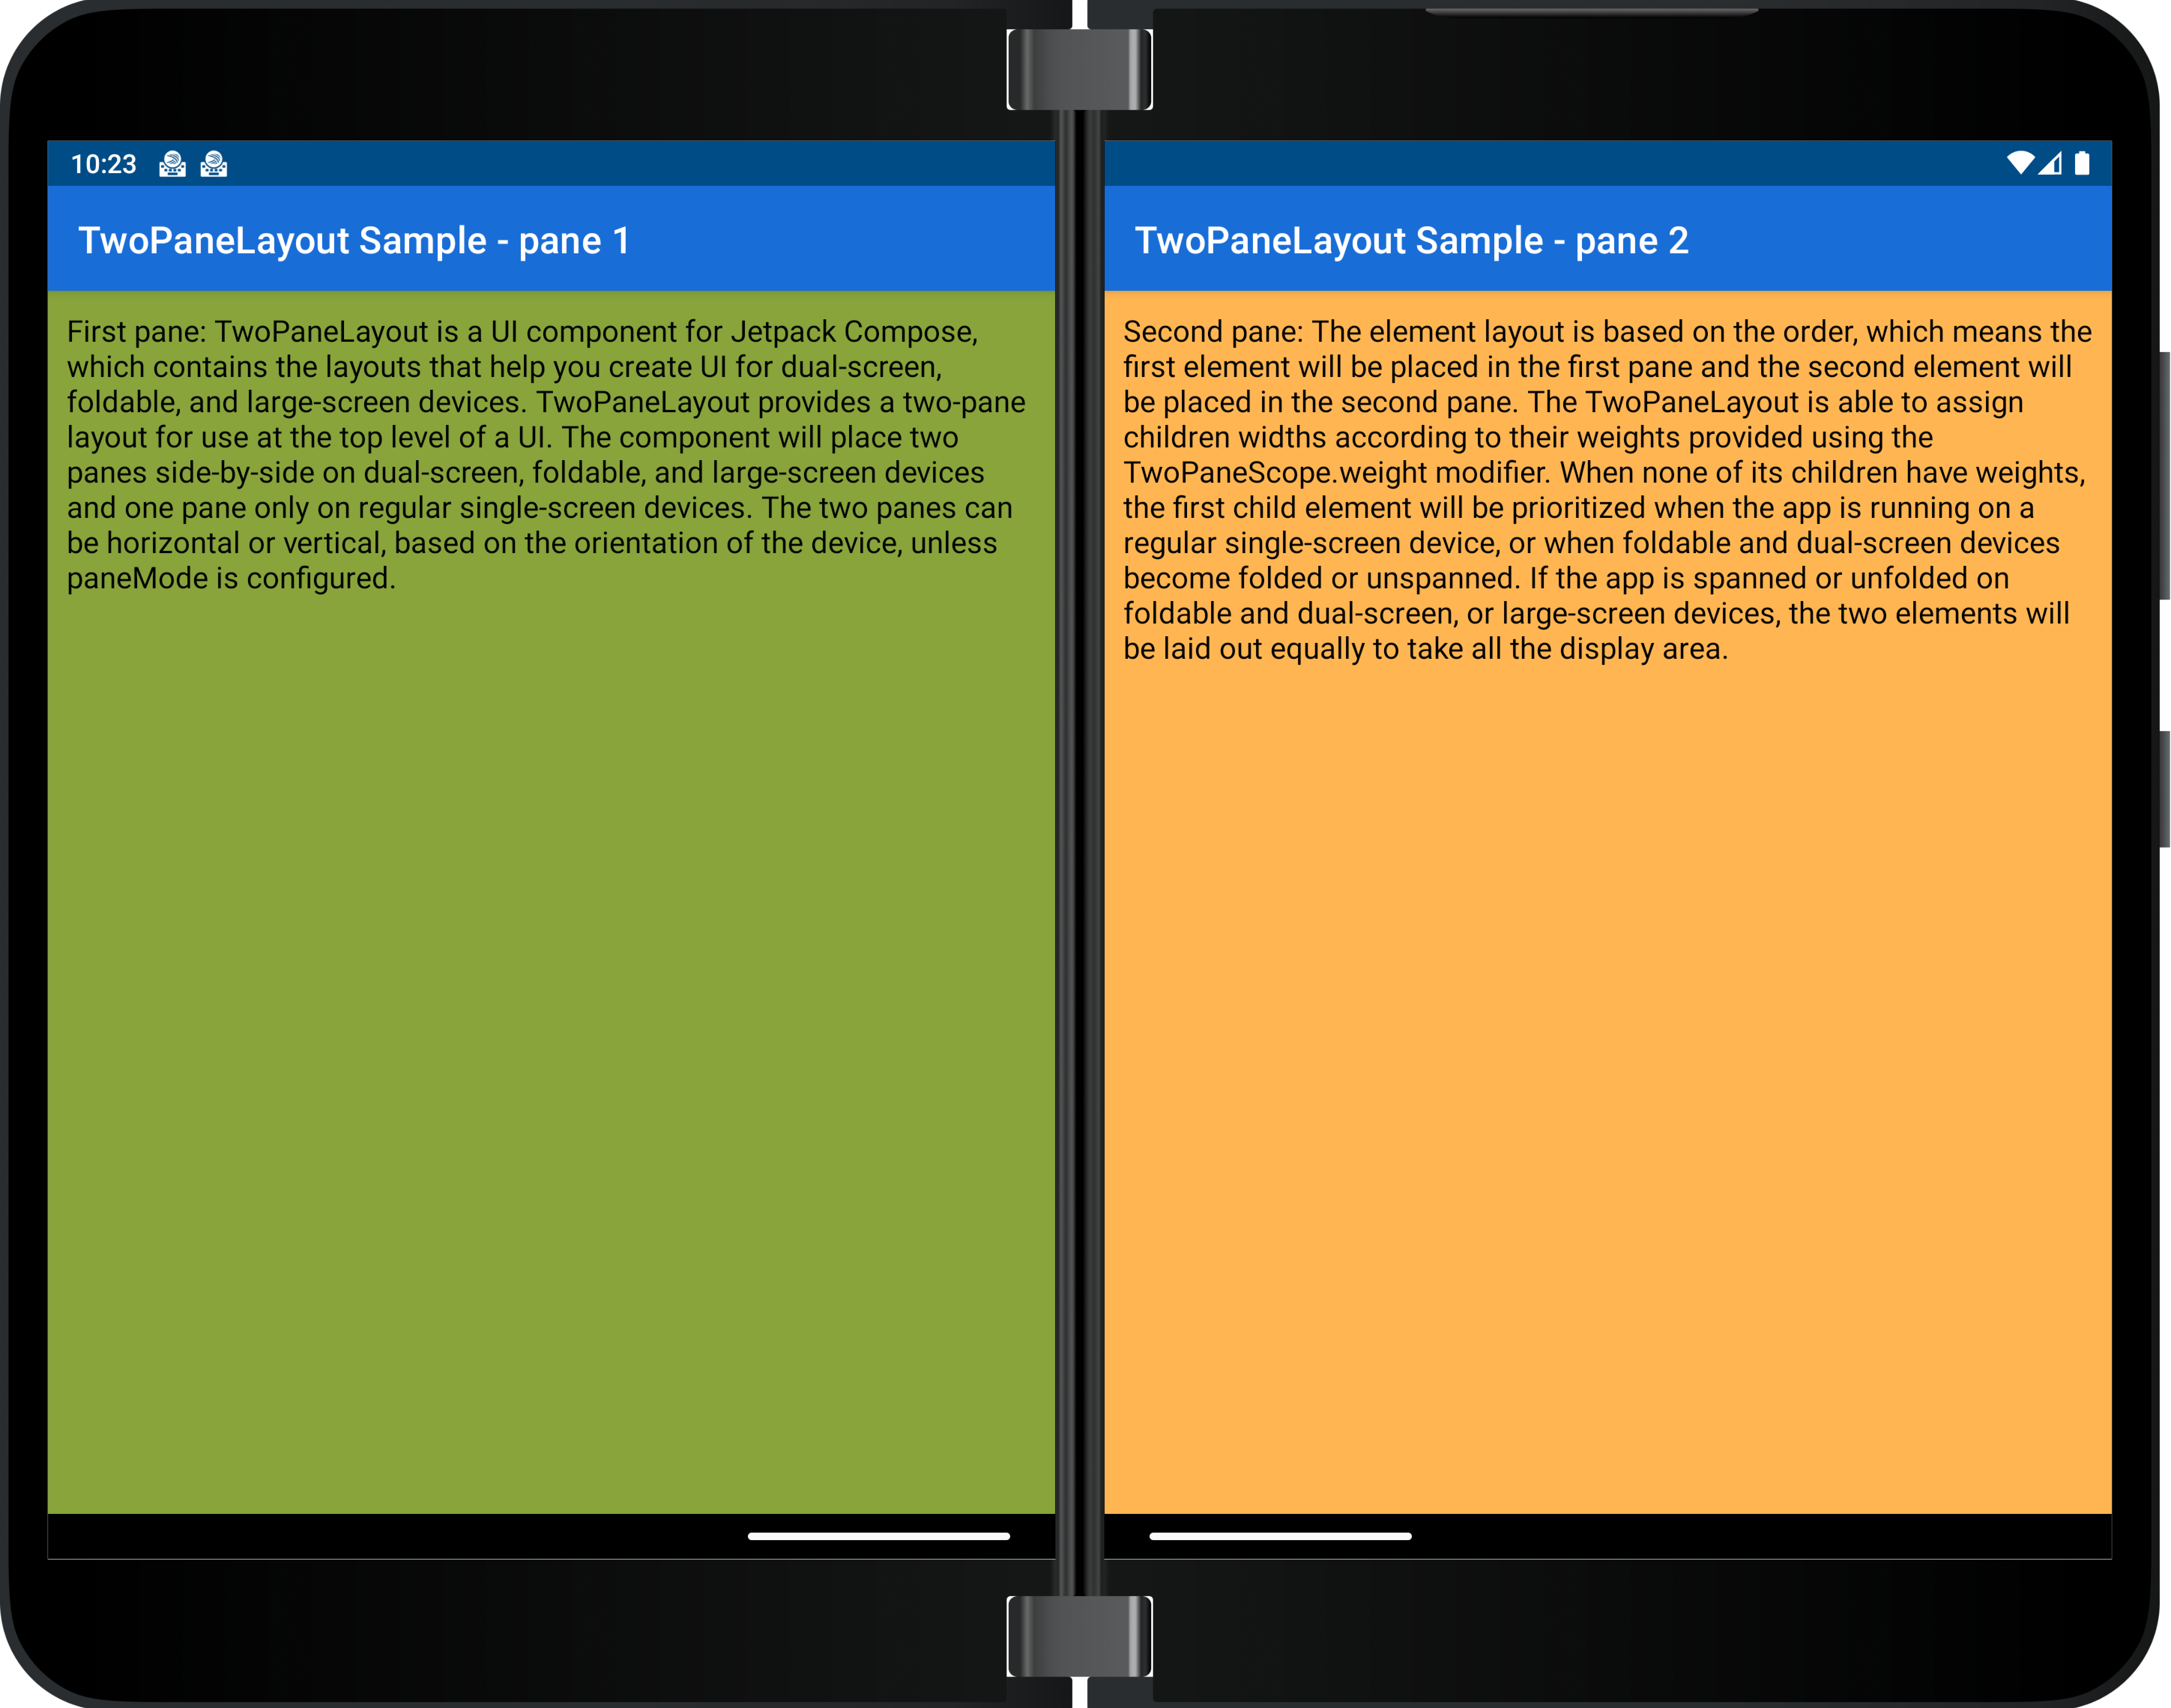 10:23
TwoPaneLayout Sample - pane 1
First pane: TwoPaneLayout is a UI component for Jetpack Compose,
which contains the layouts that help you create UI for dual-screen,
foldable, and large-screen devices. TwoPaneLayout provides a two-pane
layout for use at the top level of a UI. The component will place two
panes side-by-side on dual-screen, foldable, and large-screen devices
and one pane only on regular single-screen devices. The two panes can
be horizontal or vertical, based on the orientation of the device, unless
paneMode is configured.
TwoPaneLayout Sample - pane 2
Second pane: The element layout is based on the order, which means the
first element will be placed in the first pane and the second element will
be placed in the second pane. The TwoPaneLayout is able to assign
children widths according to their weights provided using the
TwoPaneScope.weight modifier. When none of its children have weights,
the first child element will be prioritized when the app is running on a
regular single-screen device, or when foldable and dual-screen devices
become folded or unspanned. If the app is spanned or unfolded on
foldable and dual-screen, or large-screen devices, the two elements will
be laid out equally to take all the display area.